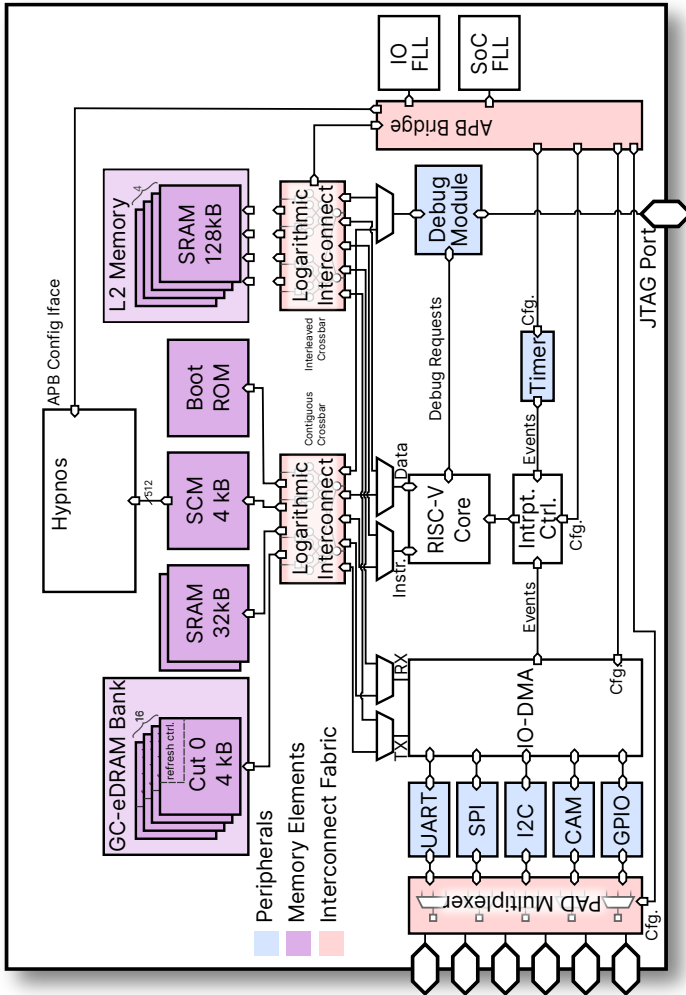 IO
FLL
SoC
FLL
APB Bridge
L2 Memory
4
SRAM
128kB
Logarithmic
Interconnect
Debug
Module
JTAG Port
APB Config Iface
Interleaved
Crossbar
Boot
ROM
Contiguous
Crossbar
Debug Requests
Cfg.
Timer
Events
Hypnos
512
SCM
4 kB
Logarithmic
Interconnect
Data
RISC-V
Core
Instr.
Intrpt.
Ctrl.
Cfg.
SRAM
32kB
Events
GC-eDRAM Bank
16
refresh ctrl.
Cut 0
4 kB
RX
TX
IO-DMA
Cfg.
Peripherals
Memory Elements
Interconnect Fabric
UART
SPI
I2C
CAM
GPIO
PAD Multiplexer
Cfg.